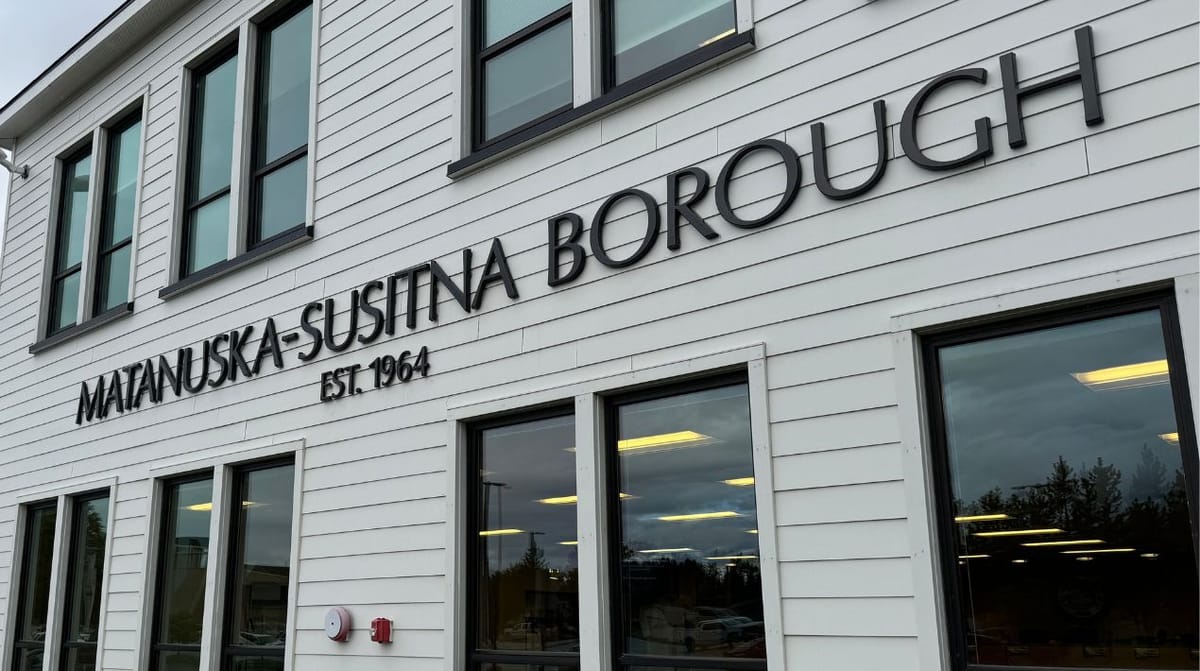 MATANUSKA-SUSITNA BOROUGH
EST. 1964